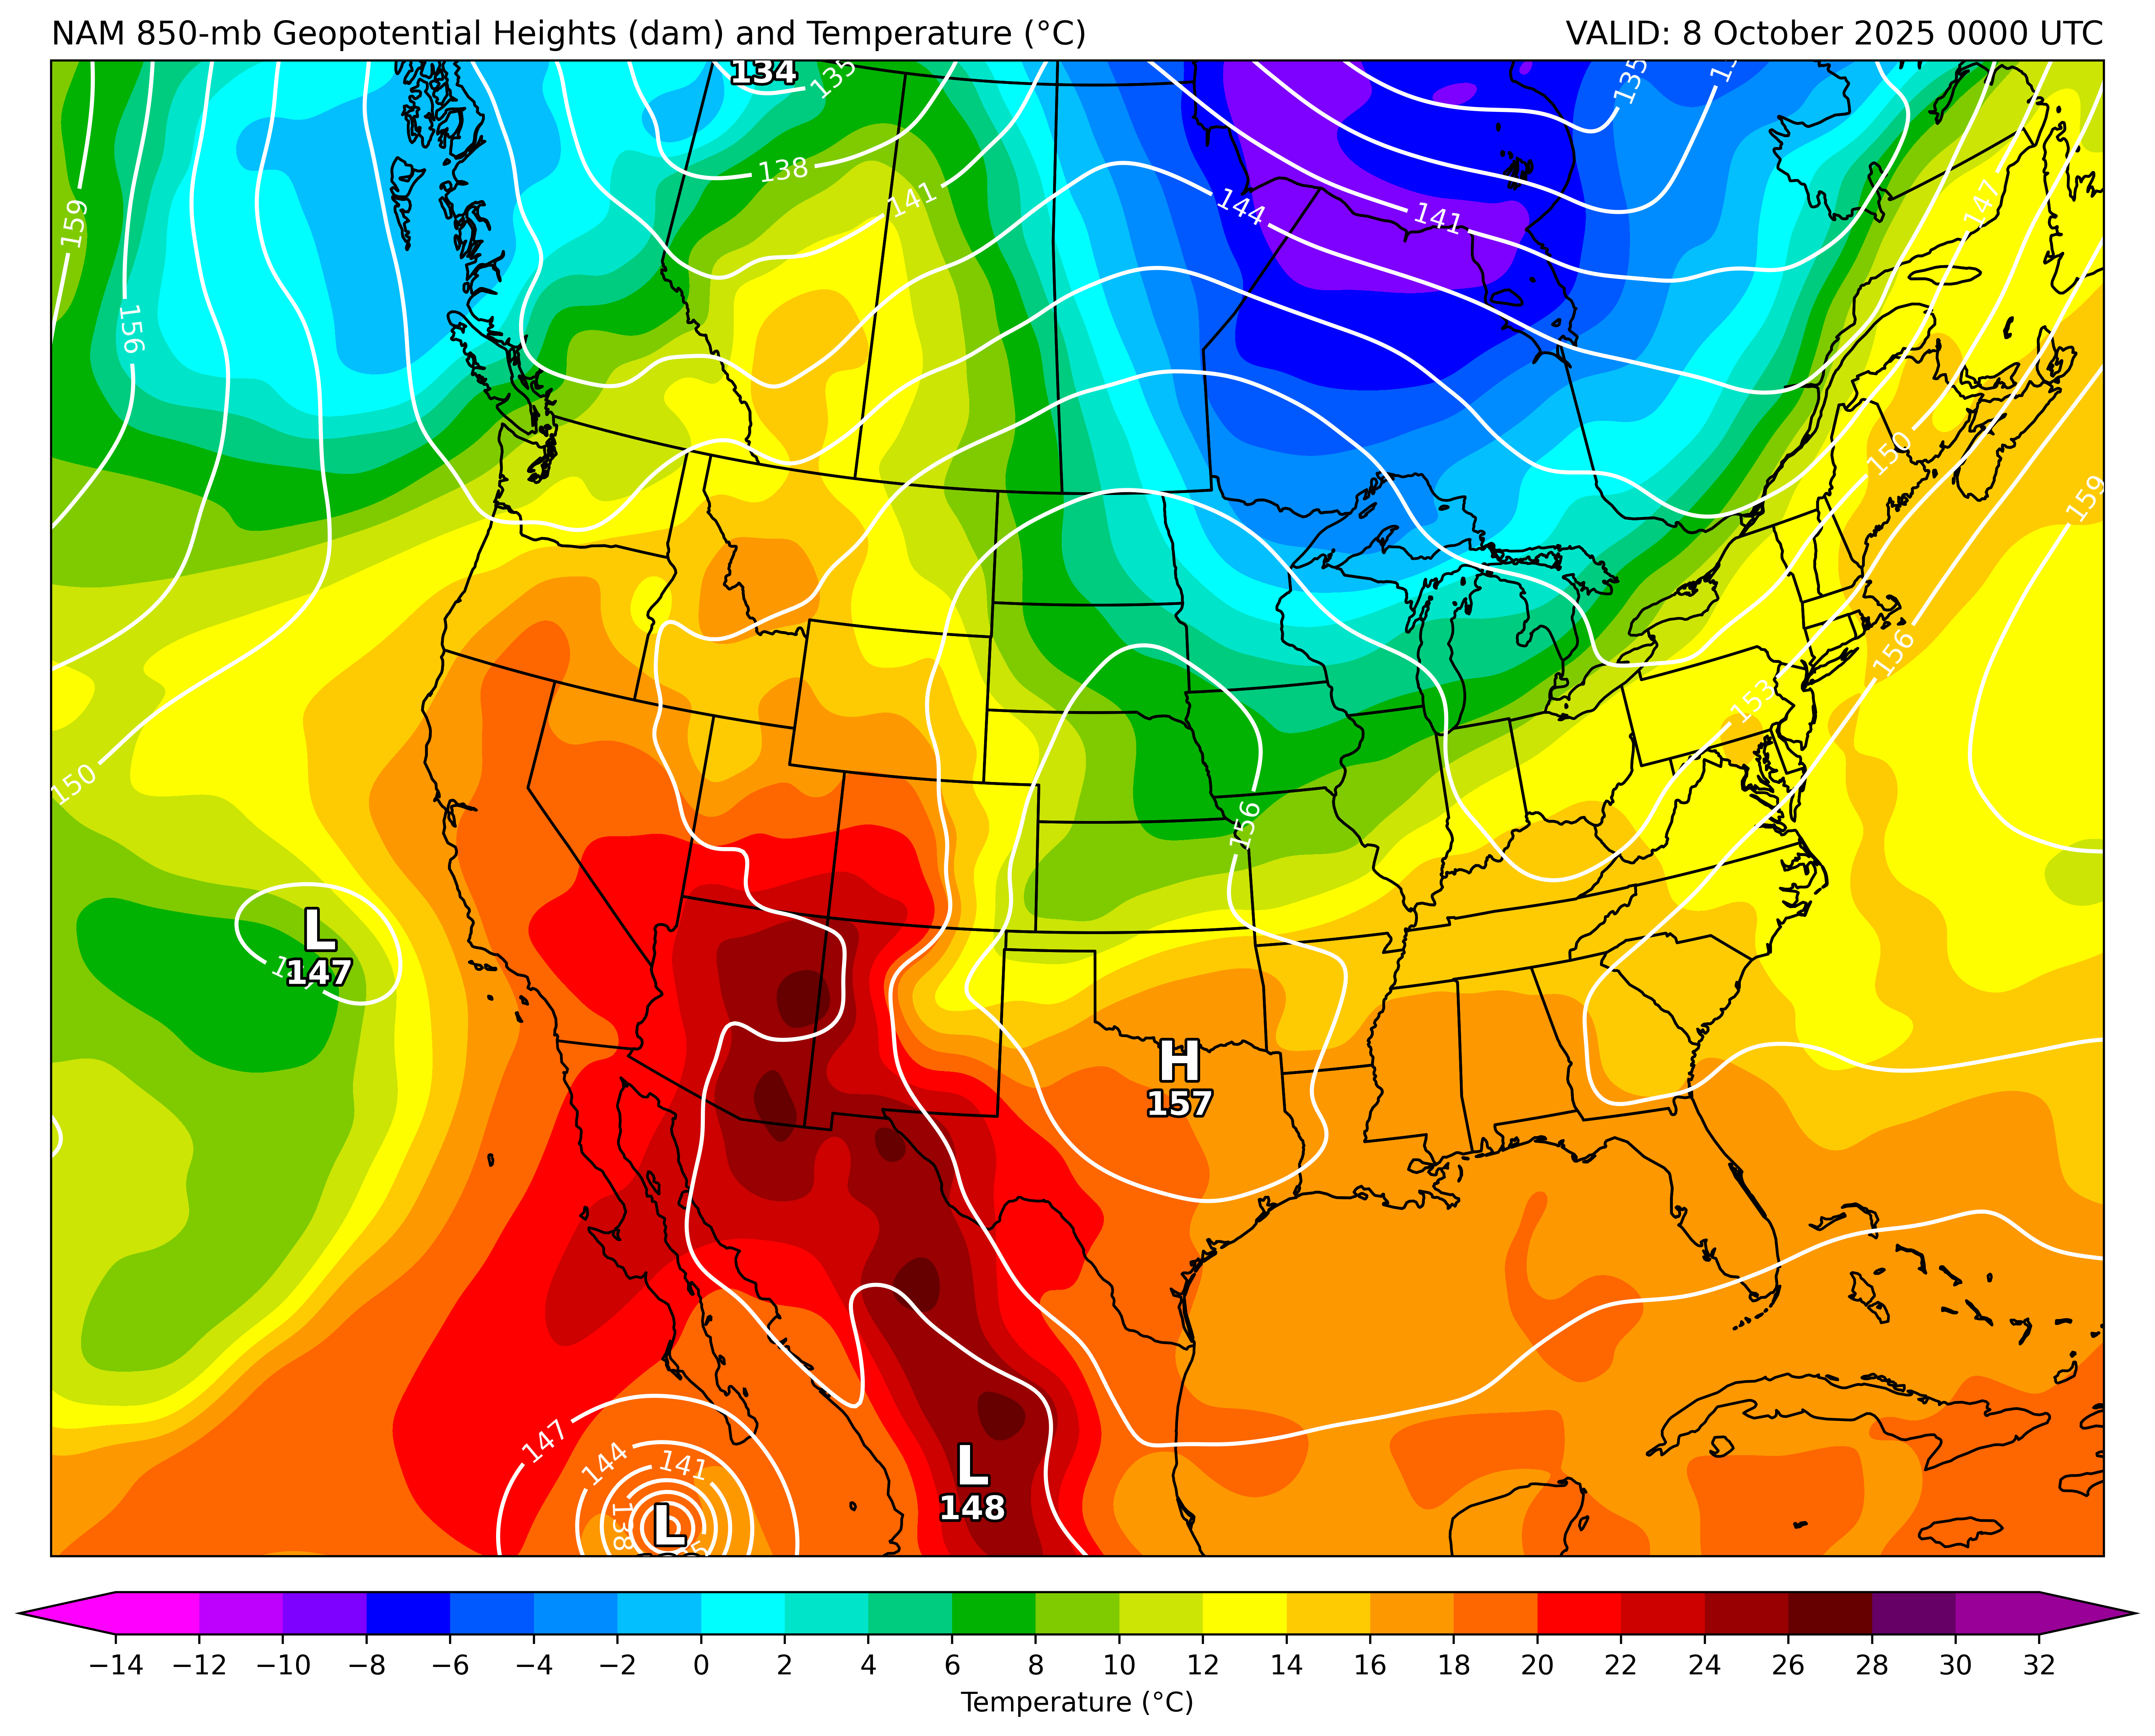 NAM 850-mb Geopotential Heights (dam) and Temperature (°C)
VALID: 8 October 2025 0000 UTC
134
135
135
138
141
141
144
147
159
156
150
159
150
153
156
156
L
147
H
157
L
148
147
144
141
138
L
−14 −12 −10 −8 −6 −4 −2 0 2 4 6 8 10 12 14 16 18 20 22 24 26 28 30 32
Temperature (°C)